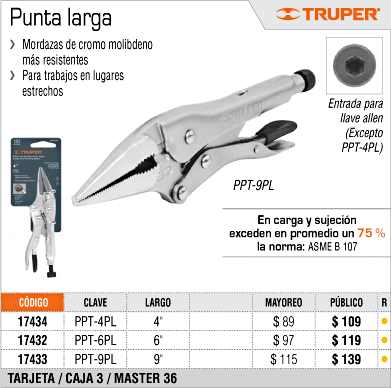 Punta larga
TRUPER
Mordazas de cromo molibdeno
más resistentes
Para trabajos en lugares
estrechos
Entrada para
llave allen
(Excepto
PPT-4PL)
TRUPER
4"
PPT-9PL
En carga y sujeción
exceden en promedio un 75 %
la norma: ASME B 107
CÓDIGO CLAVE LARGO MAYOREO PÚBLICO R
17434 PPT-4PL 4" $ 89 $ 109
17432 PPT-6PL 6" $ 97 $ 119
17433 PPT-9PL 9" $ 115 $ 139
TARJETA / CAJA 3 / MASTER 36